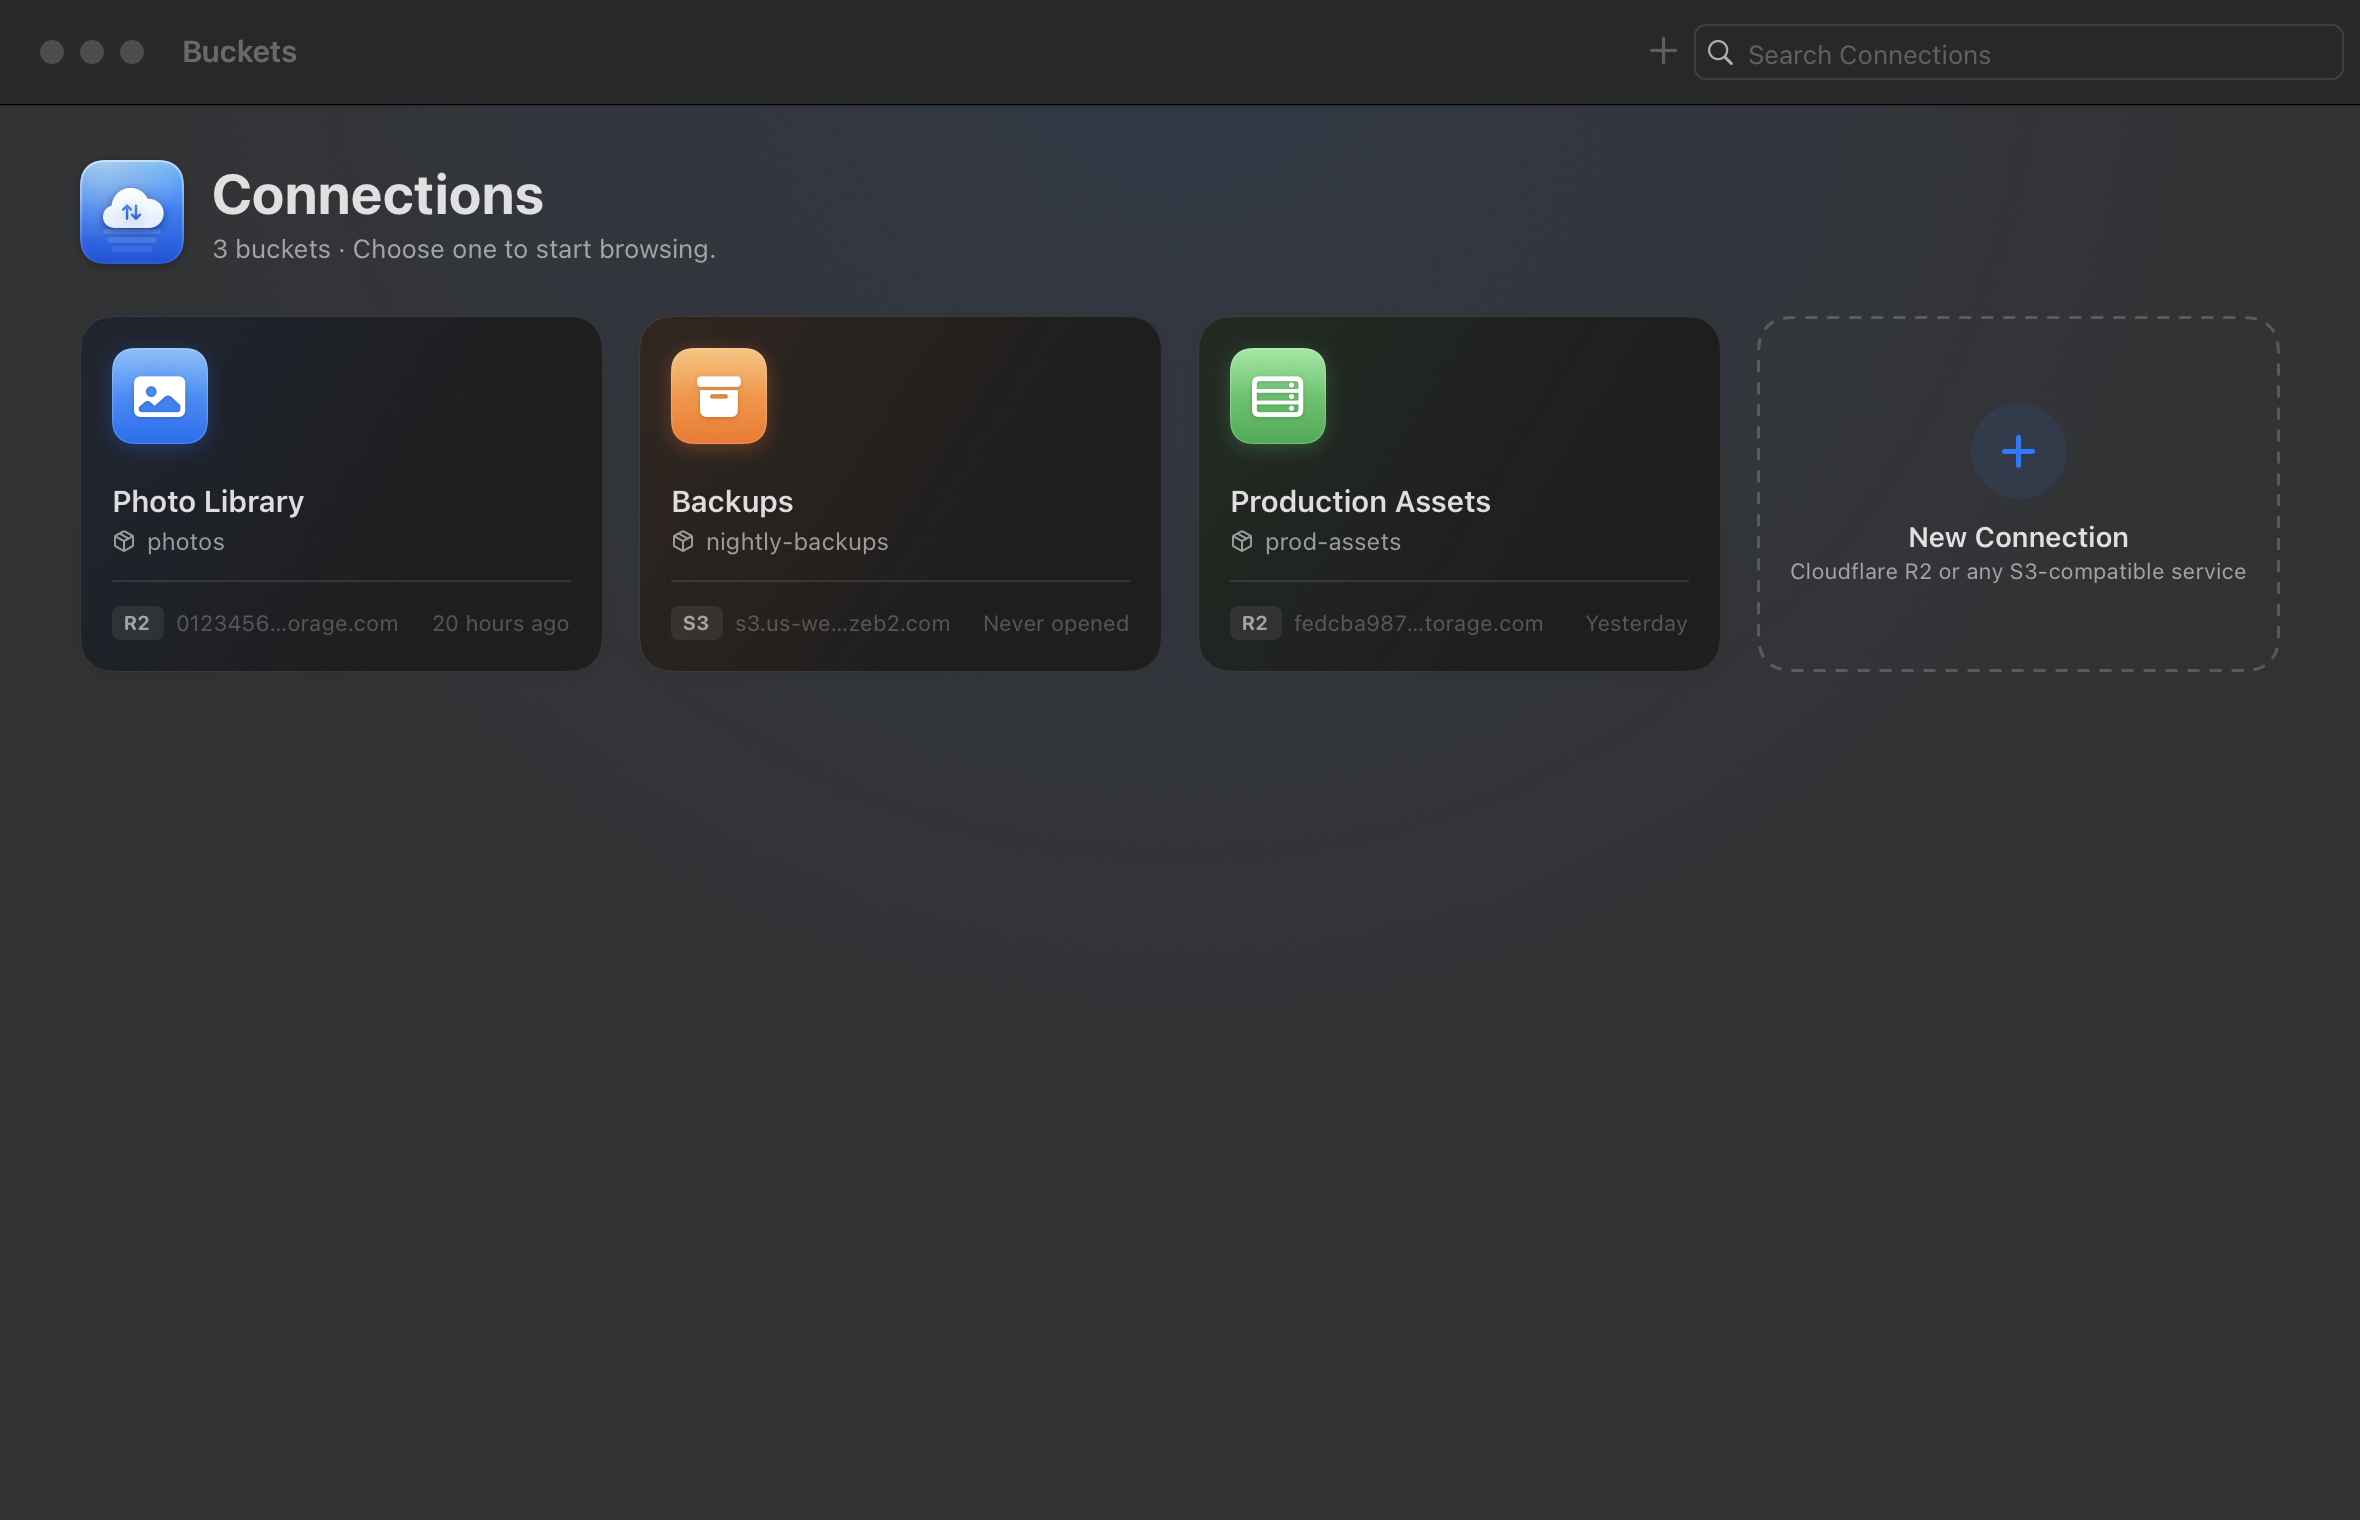 Buckets
Search Connections
Connections
3 buckets · Choose one to start browsing.
Photo Library
photos
R2 0123456...orage.com 20 hours ago
Backups
nightly-backups
S3 s3.us-we...zeb2.com Never opened
Production Assets
prod-assets
R2 fedcba987...torage.com Yesterday
New Connection
Cloudflare R2 or any S3-compatible service